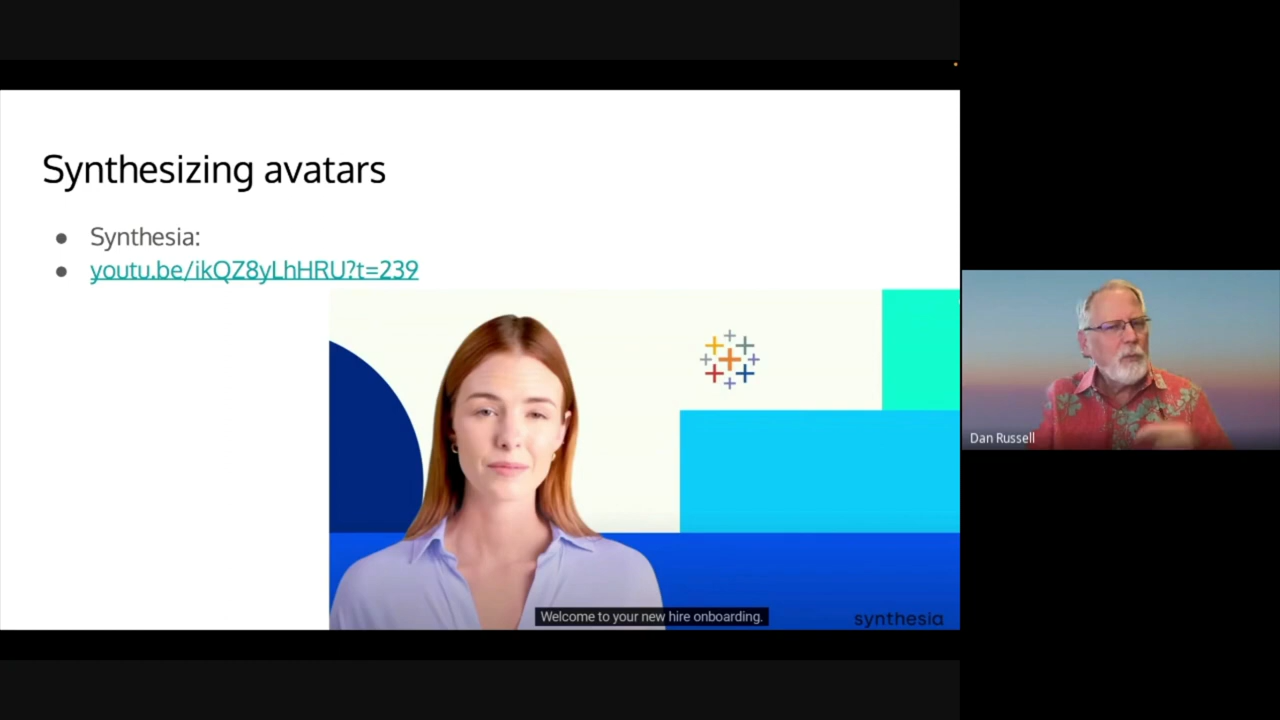 Synthesizing avatars
● Synthesia:
● youtu.be/ikQZ8yLhHRU?t=239
Welcome to your new hire onboarding.
synthesia
Dan Russell